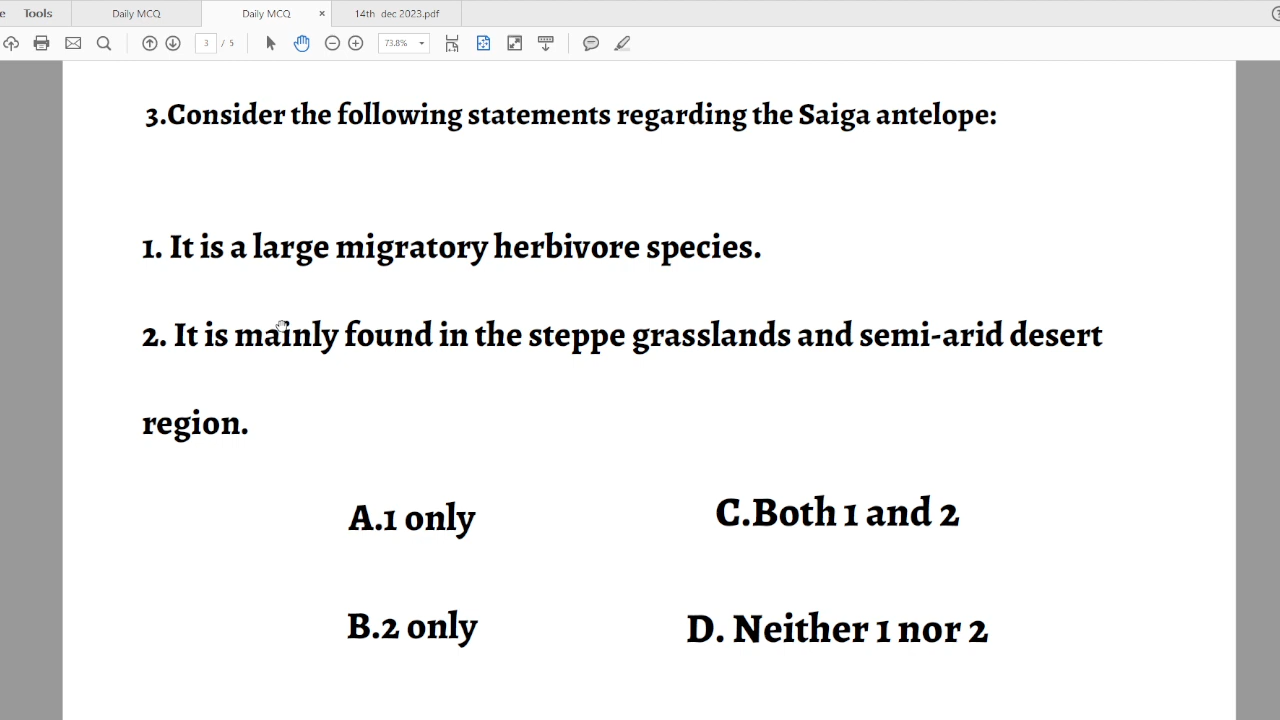 e Tools Daily MCQ Daily MCQ × 14th dec 2023.pdf
3 / 5 73.8%
3.Consider the following statements regarding the Saiga antelope:
1. It is a large migratory herbivore species.
2. It is mainly found in the steppe grasslands and semi-arid desert
region.
A.1 only
C.Both 1 and 2
B.2 only
D. Neither 1 nor 2